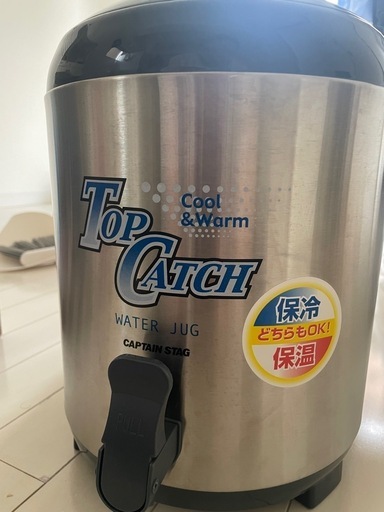 Cool
&Warm
TOP
CATCH
WATER JUG
CAPTAIN STAG
保冷
どちらもOK!
保温